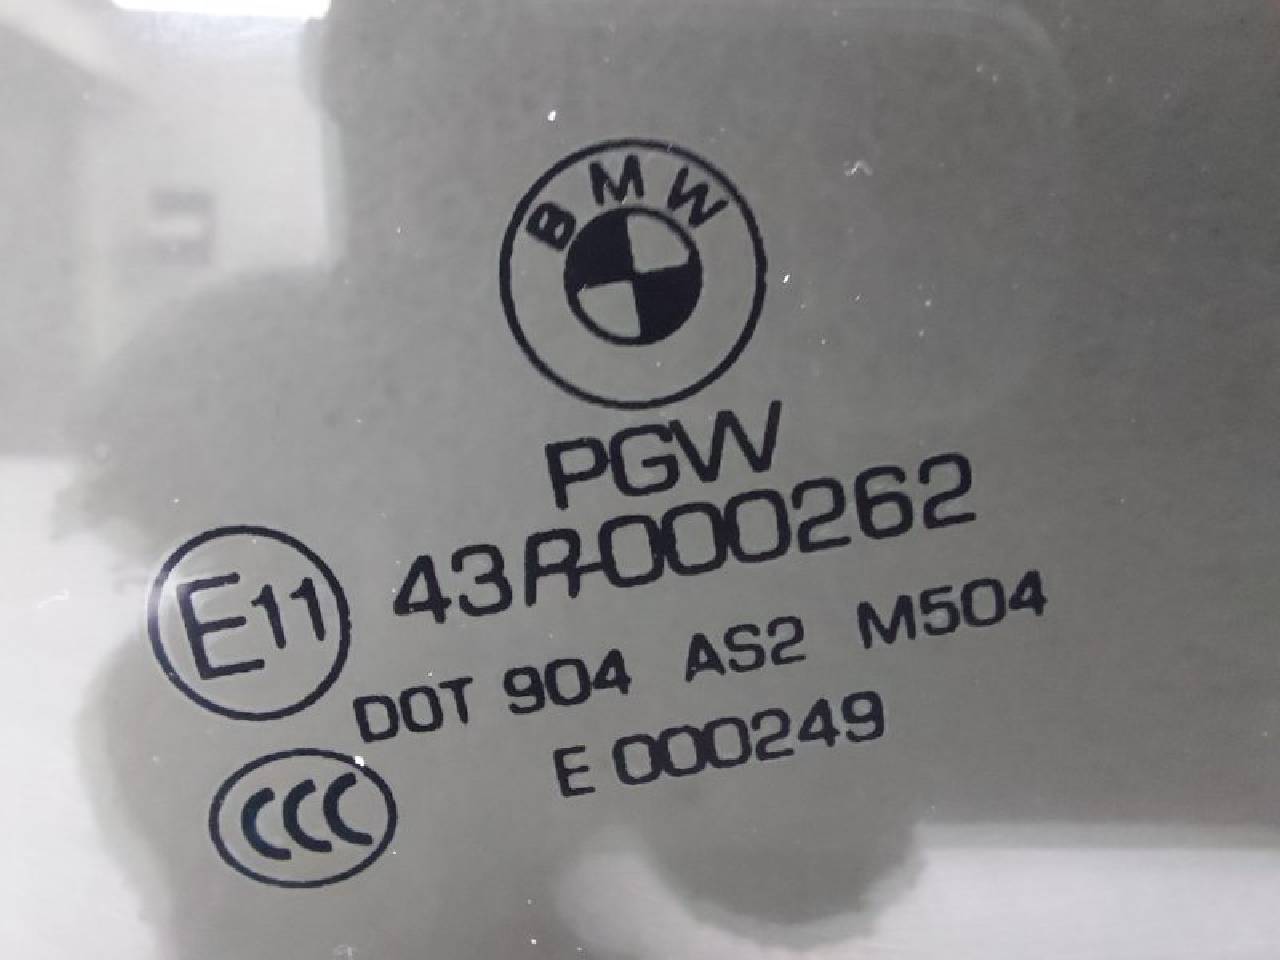 BMW
PGW
E11 43R-000262
DOT 904 AS2 M504
E 000249
CCC